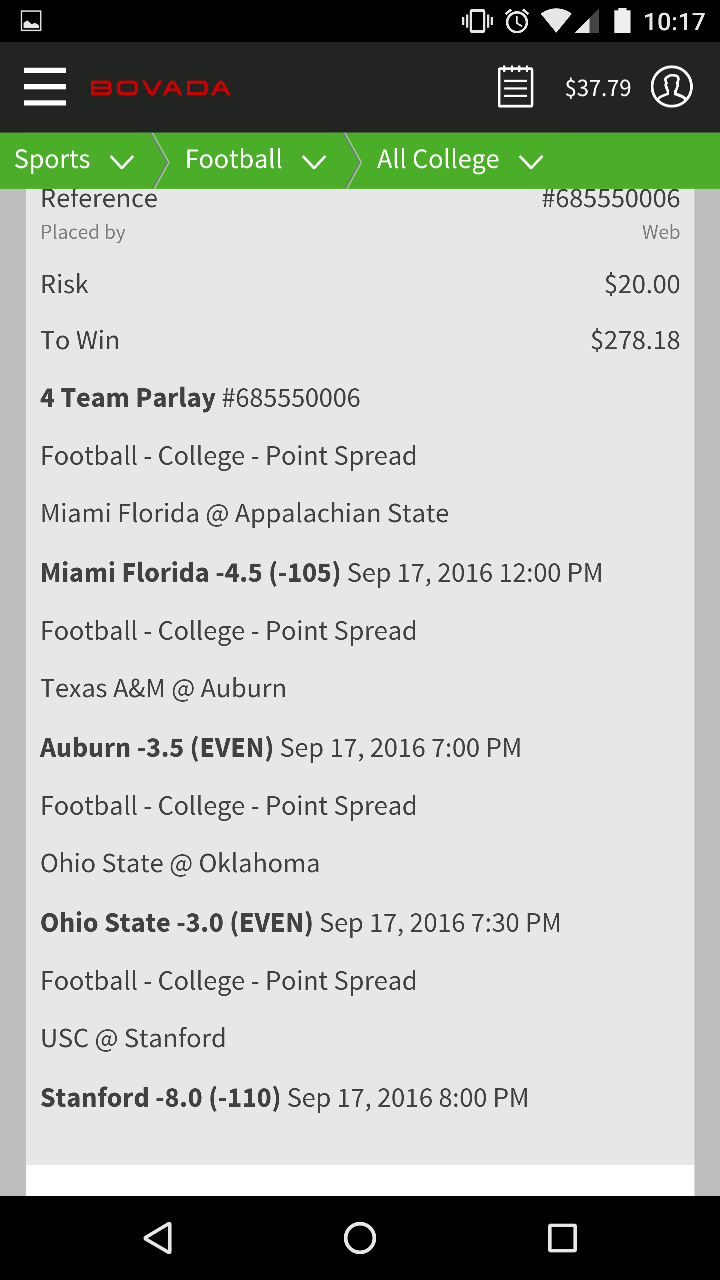 10:17
BOVADA $37.79
Sports Football All College
Reference #685550006
Placed by Web
Risk $20.00
To Win $278.18
4 Team Parlay #685550006
Football - College - Point Spread
Miami Florida @ Appalachian State
Miami Florida -4.5 (-105) Sep 17, 2016 12:00 PM
Football - College - Point Spread
Texas A&M @ Auburn
Auburn -3.5 (EVEN) Sep 17, 2016 7:00 PM
Football - College - Point Spread
Ohio State @ Oklahoma
Ohio State -3.0 (EVEN) Sep 17, 2016 7:30 PM
Football - College - Point Spread
USC @ Stanford
Stanford -8.0 (-110) Sep 17, 2016 8:00 PM